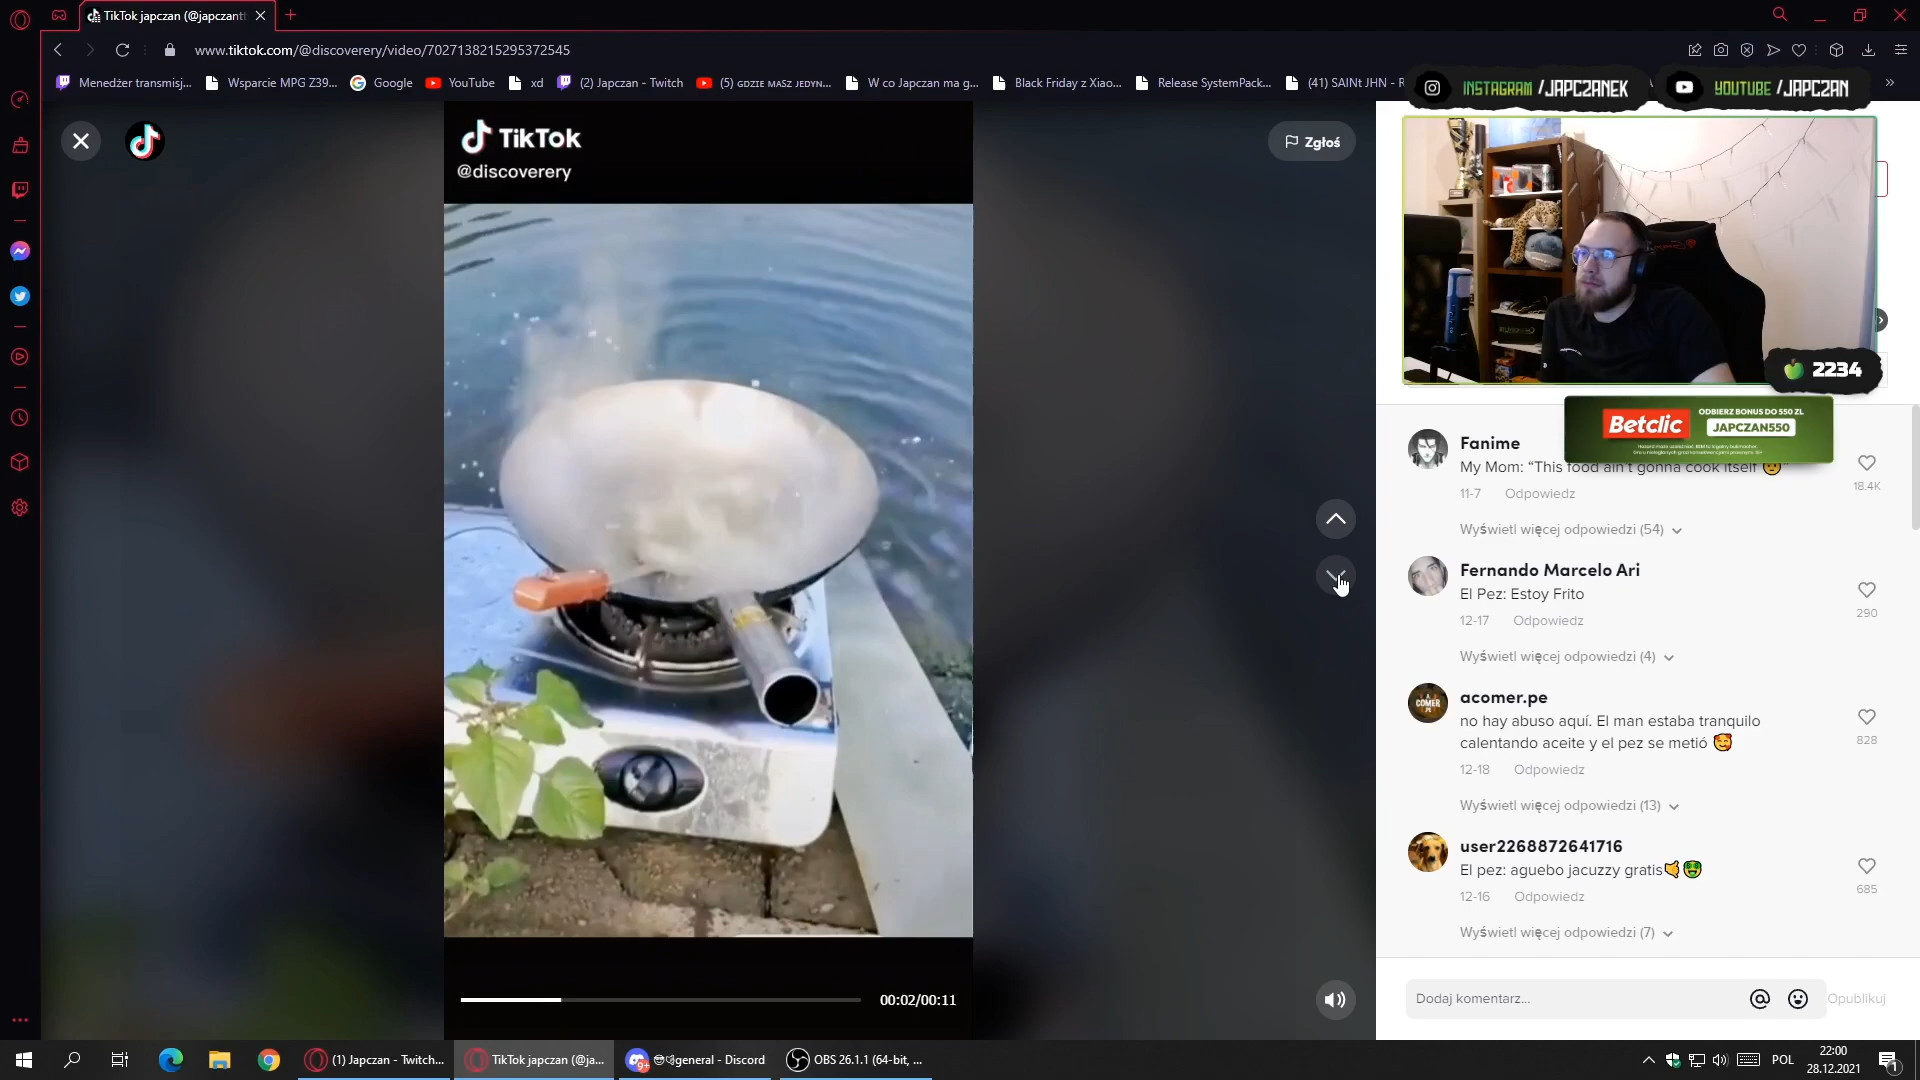 TikTok japczan (@japczantt
www.tiktok.com/@discoverery/video/7027138215295372545
Menedżer transmisj...
Wsparcie MPG Z39...
Google
YouTube
xd
(2) Japczan - Twitch
(5) GDZIE MASZ JEDYN...
W co Japczan ma g...
Black Friday z Xiao...
Release SystemPack...
(41) SAINt JHN - R
INSTAGRAM /JAPCZANEK
YOUTUBE /JAPCZAN
TikTok
@discoverery
Zgłoś
2234
Betclic
ODBIERZ BONUS DO 550 ZŁ
JAPCZAN550
Fanime
My Mom: “This food ain't gonna cook itself 😟
18.4K
11-7 Odpowiedz
Wyświetl więcej odpowiedzi (54)
Fernando Marcelo Ari
El Pez: Estoy Frito
290
12-17 Odpowiedz
Wyświetl więcej odpowiedzi (4)
acomer.pe
no hay abuso aquí. El man estaba tranquilo
calentando aceite y el pez se metió 🥰
828
12-18 Odpowiedz
Wyświetl więcej odpowiedzi (13)
user2268872641716
El pez: aguebo jacuzzy gratis🤙🤑
685
12-16 Odpowiedz
Wyświetl więcej odpowiedzi (7)
00:02/00:11
Dodaj komentarz...
Opublikuj
(1) Japczan - Twitch...
TikTok japczan (@ja...
general - Discord
OBS 26.1.1 (64-bit, ...
POL
22:00
28.12.2021